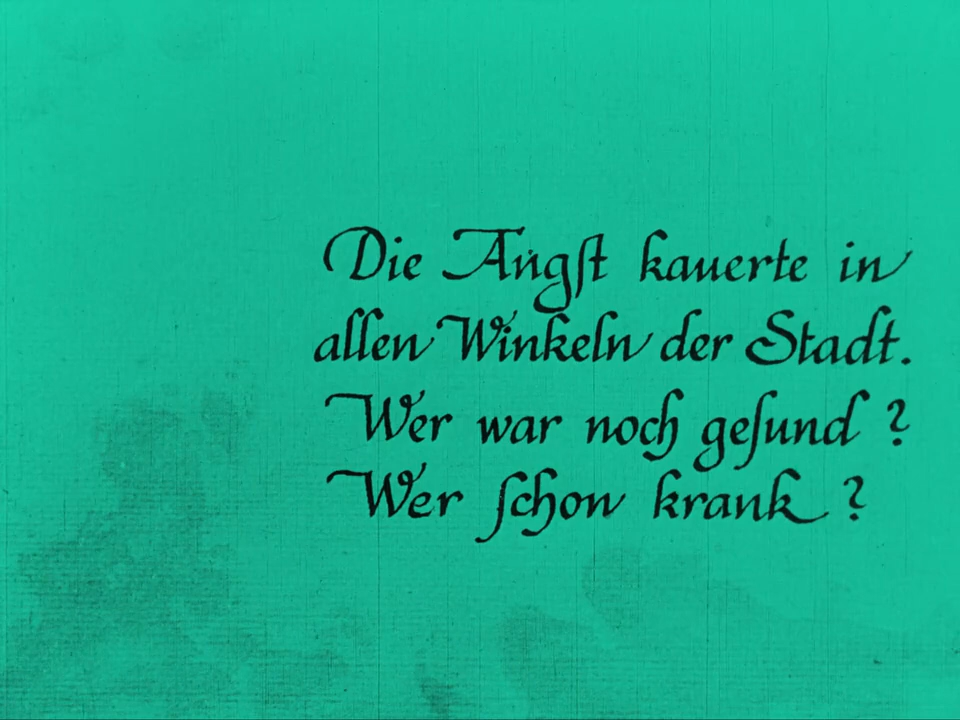 Die Angſt kauerte in
allen Winkeln der Stadt.
Wer war noch geſund ?
Wer ſchon krank ?